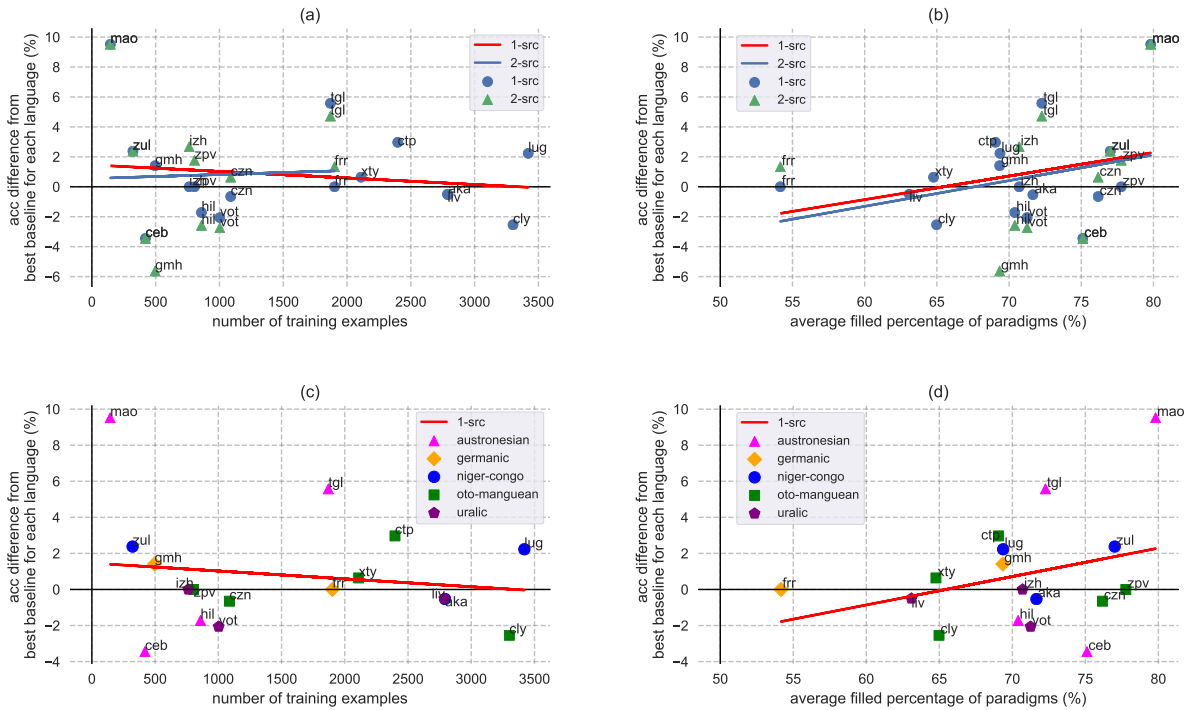 (a)
acc difference from
best baseline for each language (%)
10
8
6
4
2
0
−2
−4
−6
1-src
2-src
1-src
2-src
mao
zul
izh
gmh
zpv
izh
zpv
czn
czn
hil
hil
vot
vot
ceb
gmh
tgl
tgl
frr
frr
xty
ctp
aka
liv
lug
cly
0
500
1000
1500
2000
2500
3000
3500
number of training examples
(b)
acc difference from
best baseline for each language (%)
10
8
6
4
2
0
−2
−4
−6
1-src
2-src
1-src
2-src
mao
tgl
tgl
ctp
lug
gmh
izh
frr
frr
xty
liv
cly
izh
aka
hil
hil
vot
vot
gmh
zul
zpv
zpv
czn
czn
ceb
50
55
60
65
70
75
80
average filled percentage of paradigms (%)
(c)
acc difference from
best baseline for each language (%)
10
8
6
4
2
0
−2
−4
1-src
austronesian
germanic
niger-congo
oto-manguean
uralic
mao
tgl
zul
gmh
izh
zpv
czn
hil
vot
ceb
frr
xty
ctp
liv
aka
lug
cly
0
500
1000
1500
2000
2500
3000
3500
number of training examples
(d)
acc difference from
best baseline for each language (%)
10
8
6
4
2
0
−2
−4
1-src
austronesian
germanic
niger-congo
oto-manguean
uralic
mao
tgl
ctp
lug
gmh
zul
frr
xty
liv
cly
izh
aka
hil
vot
zpv
czn
ceb
50
55
60
65
70
75
80
average filled percentage of paradigms (%)